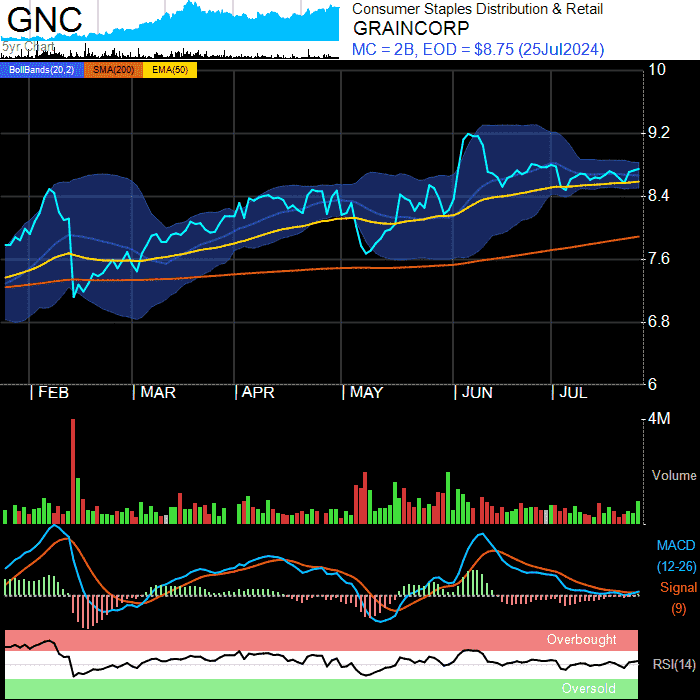 GNC
5yr Chart
Consumer Staples Distribution & Retail
GRAINCORP
MC = 2B, EOD = $8.75 (25Jul2024)
BollBands(20,2) SMA(200) EMA(50)
10
9.2
8.4
7.6
6.8
6
FEB MAR APR MAY JUN JUL
4M
Volume
MACD
(12-26)
Signal
(9)
Overbought
RSI(14)
Oversold